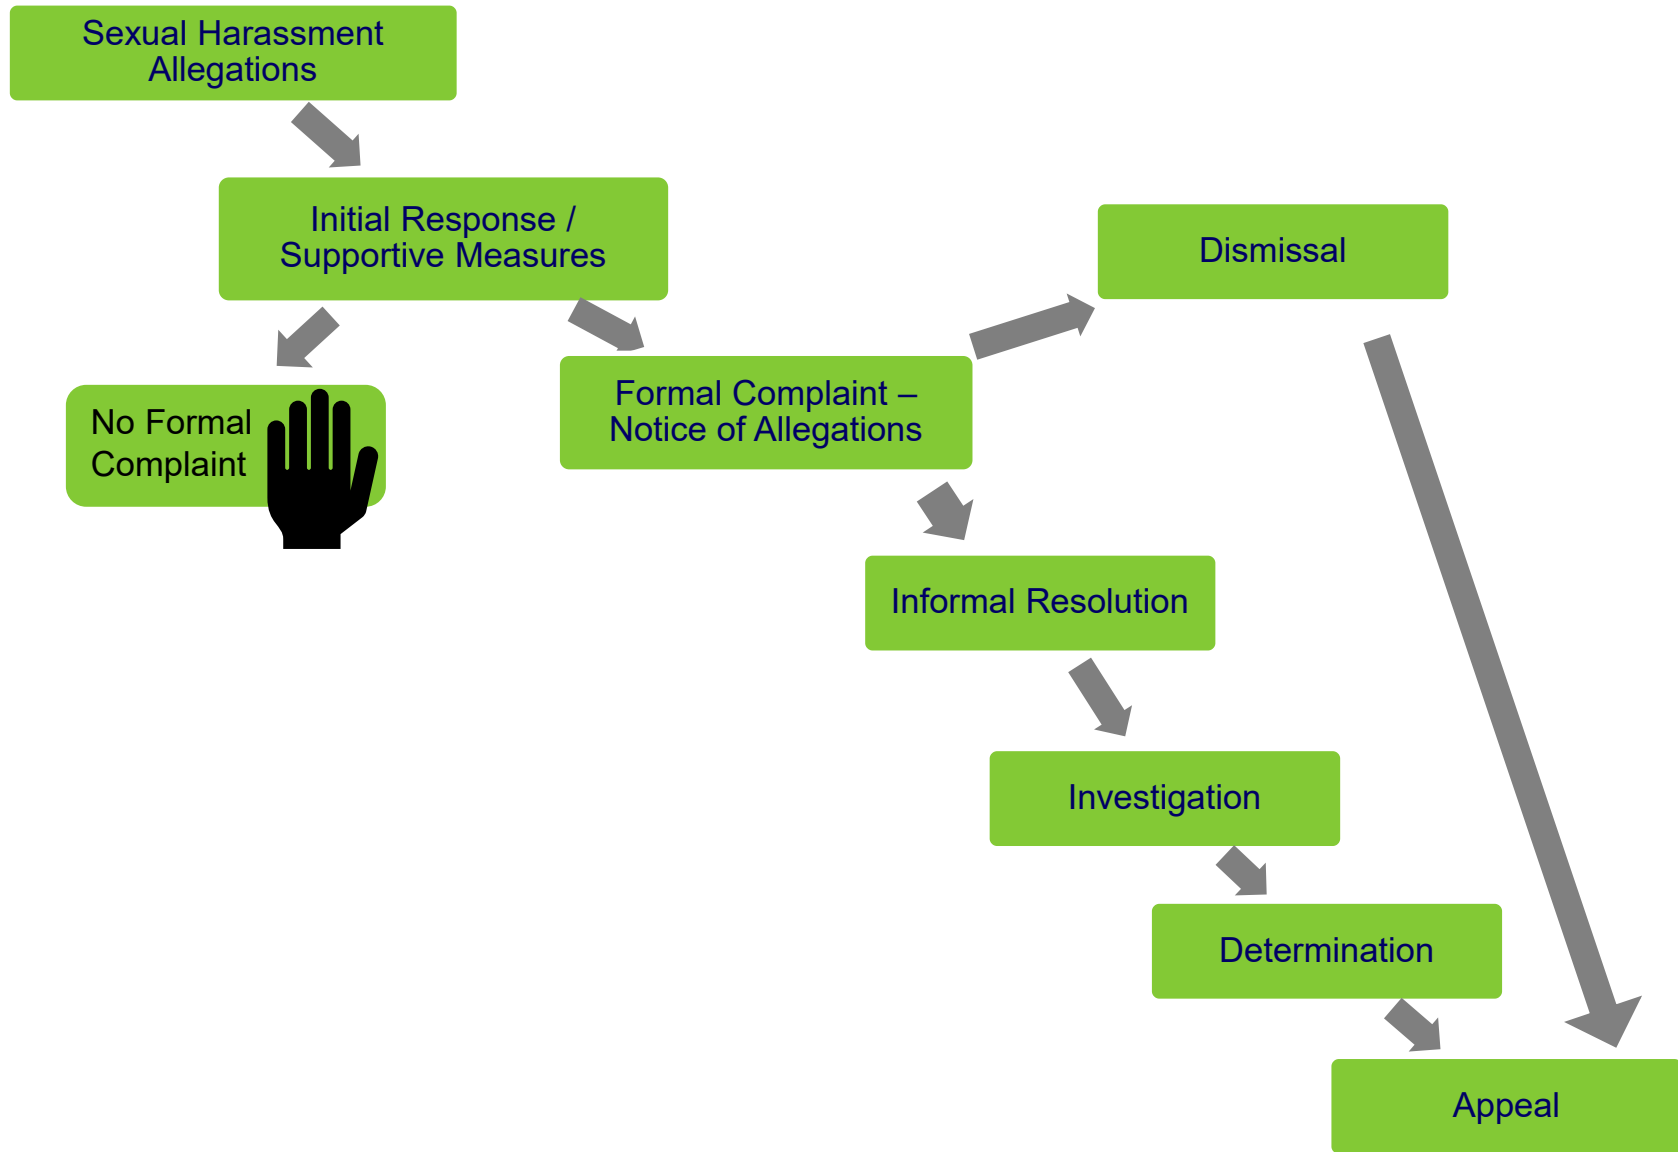 Sexual Harassment
Allegations
Initial Response /
Supportive Measures
Dismissal
No Formal
Complaint
Formal Complaint –
Notice of Allegations
Informal Resolution
Investigation
Determination
Appeal